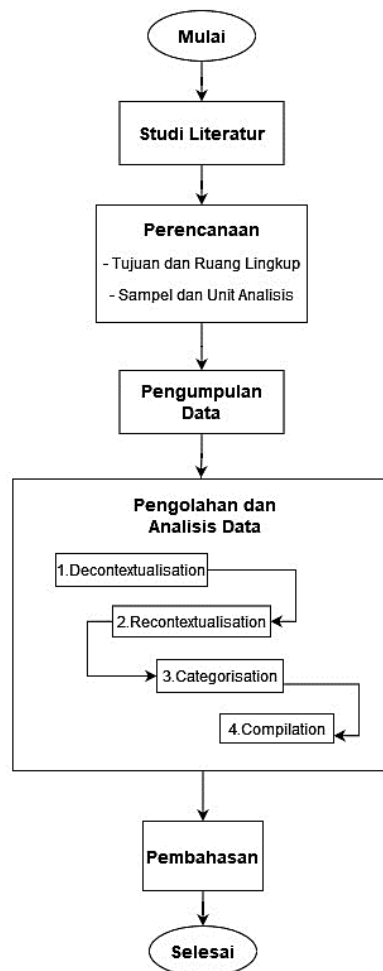 Mulai
Studi Literatur
Perencanaan
- Tujuan dan Ruang Lingkup
- Sampel dan Unit Analisis
Pengumpulan
Data
Pengolahan dan
Analisis Data
1.Decontextualisation
2.Recontextualisation
3.Categorisation
4.Compilation
Pembahasan
Selesai